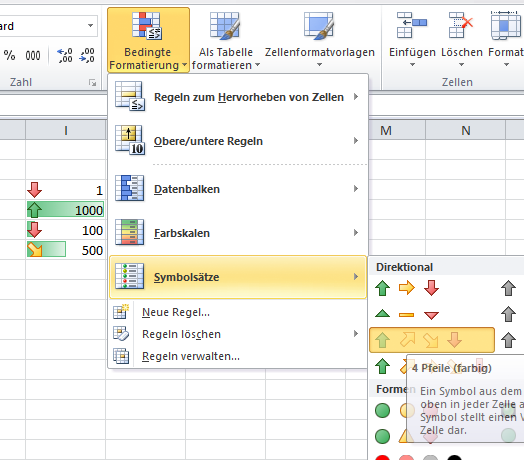 ard
Bedingte Formatierung
Als Tabelle formatieren
Zellenformatvorlagen
Einfügen
Löschen
Format
% 000
,00
,0
,00
Zahl
Zellen
Regeln zum Hervorheben von Zellen
Obere/untere Regeln
10
Datenbalken
Farbskalen
Symbolsätze
Neue Regel...
Regeln löschen
Regeln verwalten...
I
M
N
1
1000
100
500
Direktional
4 Pfeile (farbig)
Formen
Ein Symbol aus dem
oben in jeder Zelle a
Symbol stellt einen V
Zelle dar.